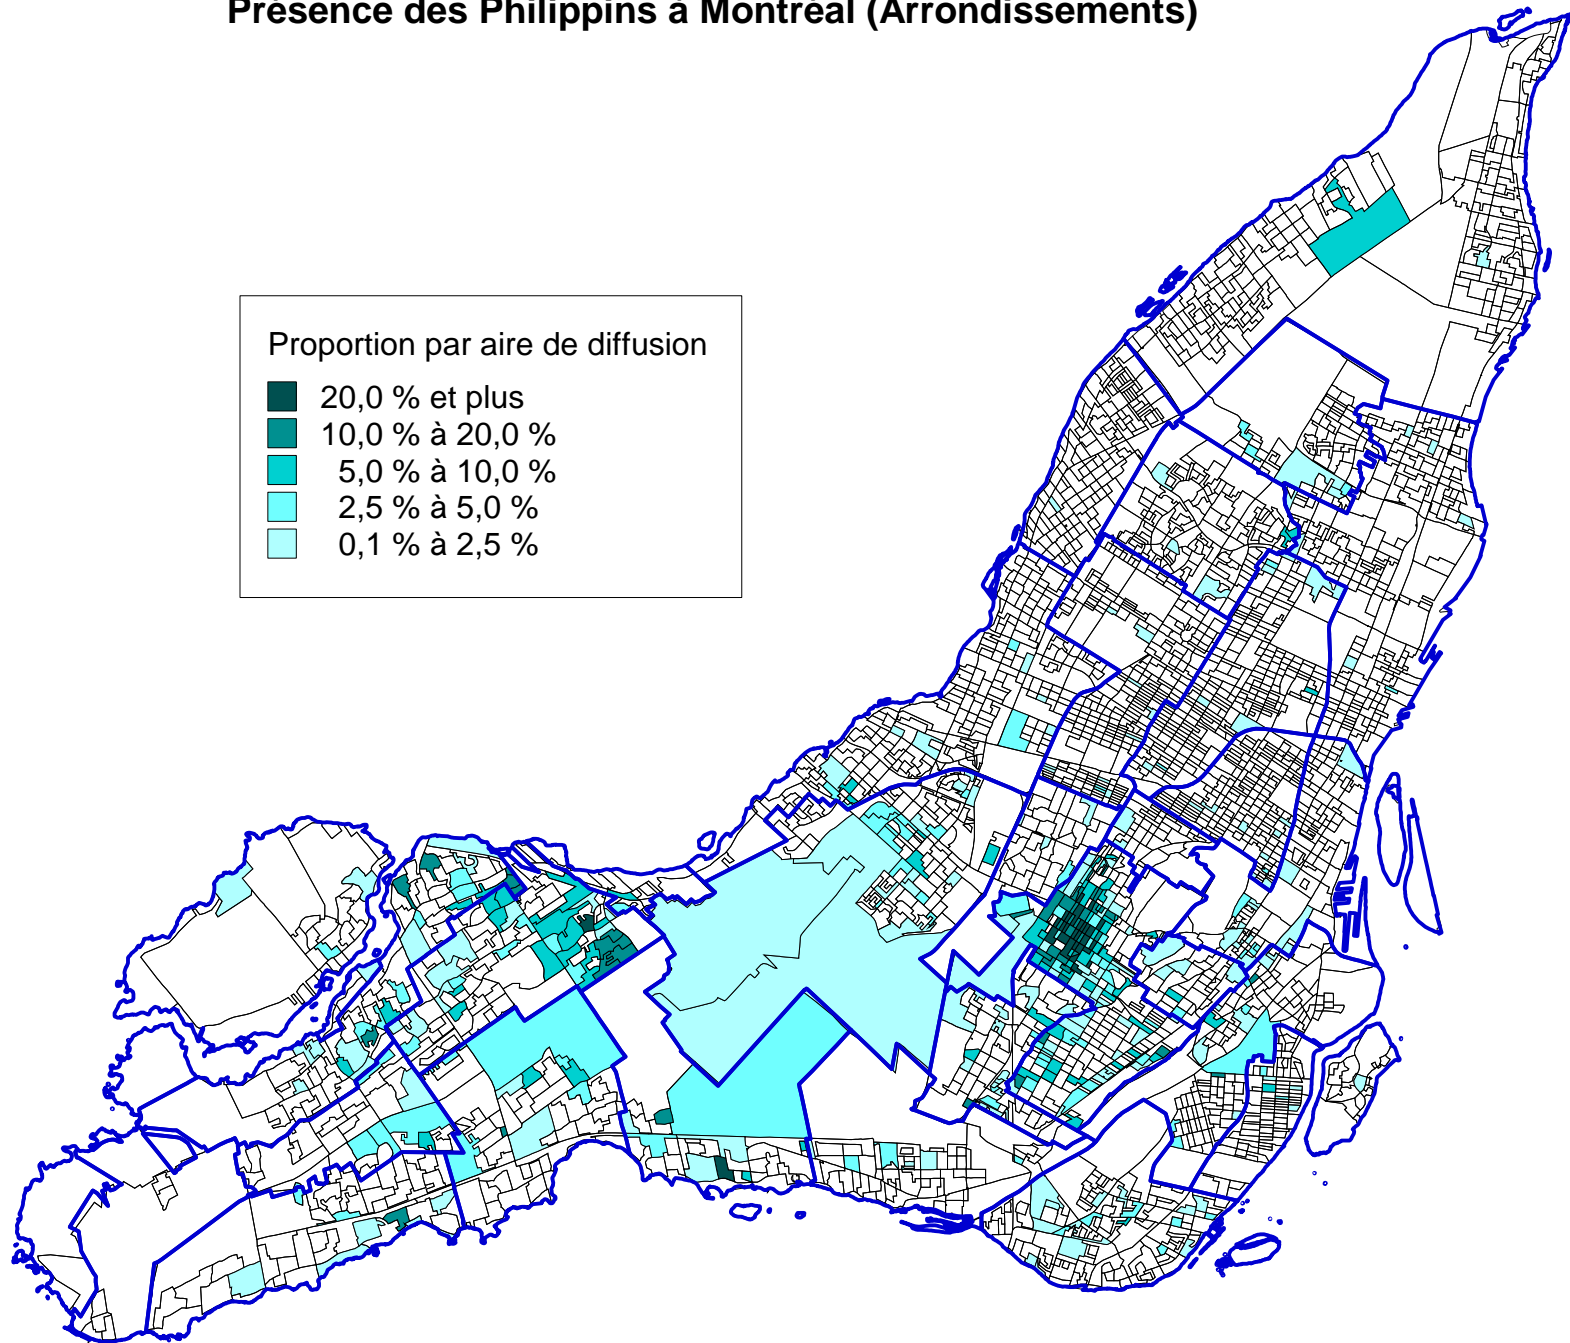 Présence des Philippins à Montréal (Arrondissements)
Proportion par aire de diffusion
20,0 % et plus
10,0 % à 20,0 %
5,0 % à 10,0 %
2,5 % à 5,0 %
0,1 % à 2,5 %